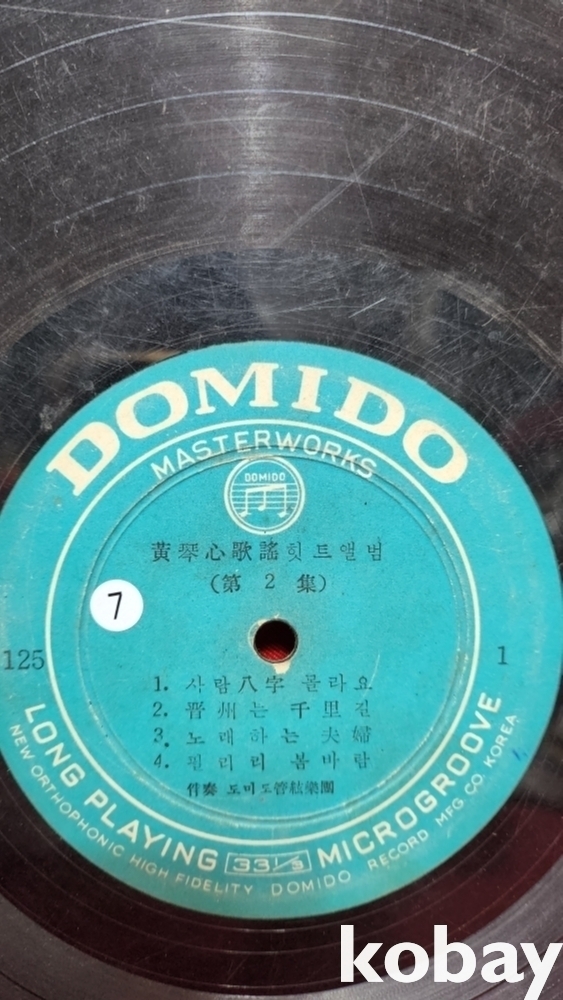 DOMIDO
MASTERWORKS
DOMIDO
黃琴心歌謠힛트앨범
(第 2 集)
7
125
1
1. 사람八字 몰라요
2. 晋州는 千里길
3. 노래하는 夫婦
4. 필리리 봄바람
伴奏 도미도管絃樂團
LONG PLAYING 33⅓ MICROGROOVE
NEW ORTHOPHONIC HIGH FIDELITY DOMIDO RECORD MFG CO. KOREA
kobay